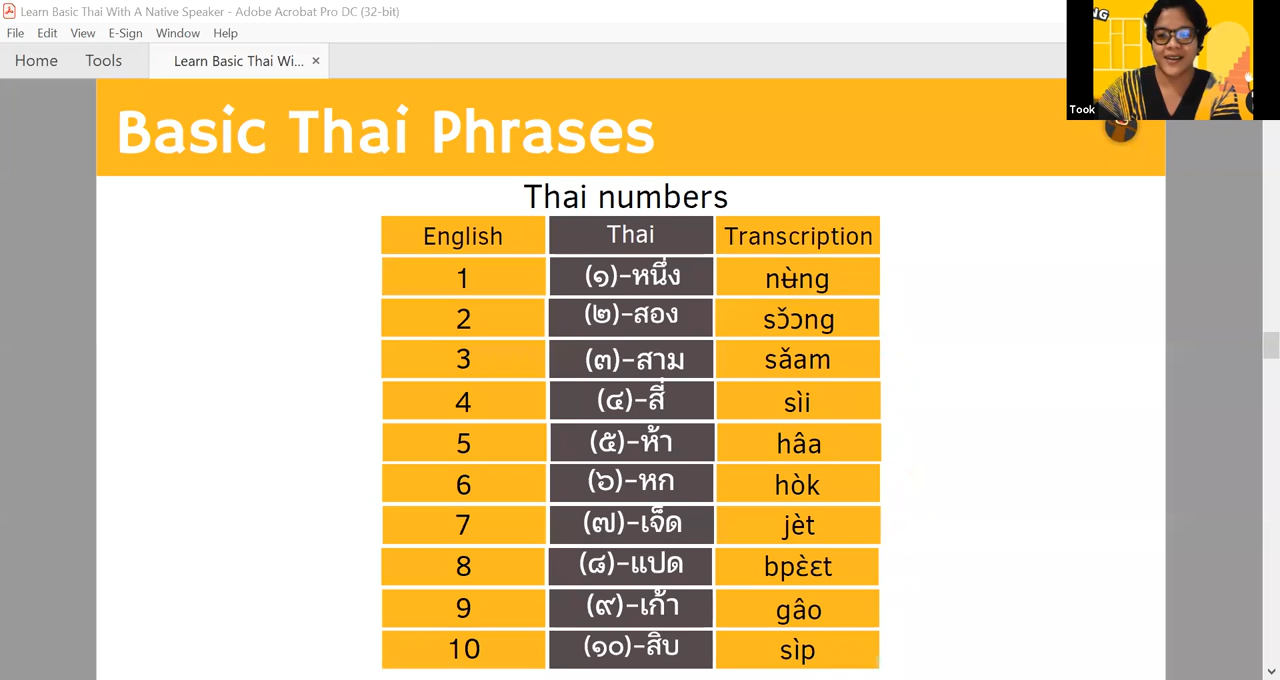 Learn Basic Thai With A Native Speaker - Adobe Acrobat Pro DC (32-bit)
File Edit View E-Sign Window Help
Home Tools Learn Basic Thai Wi... ×
NG
Took
Basic Thai Phrases
Thai numbers
English Thai Transcription
1 (๑)-หนึ่ง nʉ̀ng
2 (๒)-สอง sɔ̌ɔng
3 (๓)-สาม sǎam
4 (๔)-สี่ sìi
5 (๕)-ห้า hâa
6 (๖)-หก hòk
7 (๗)-เจ็ด jèt
8 (๘)-แปด bpɛ̀ɛt
9 (๙)-เก้า gâo
10 (๑๐)-สิบ sìp